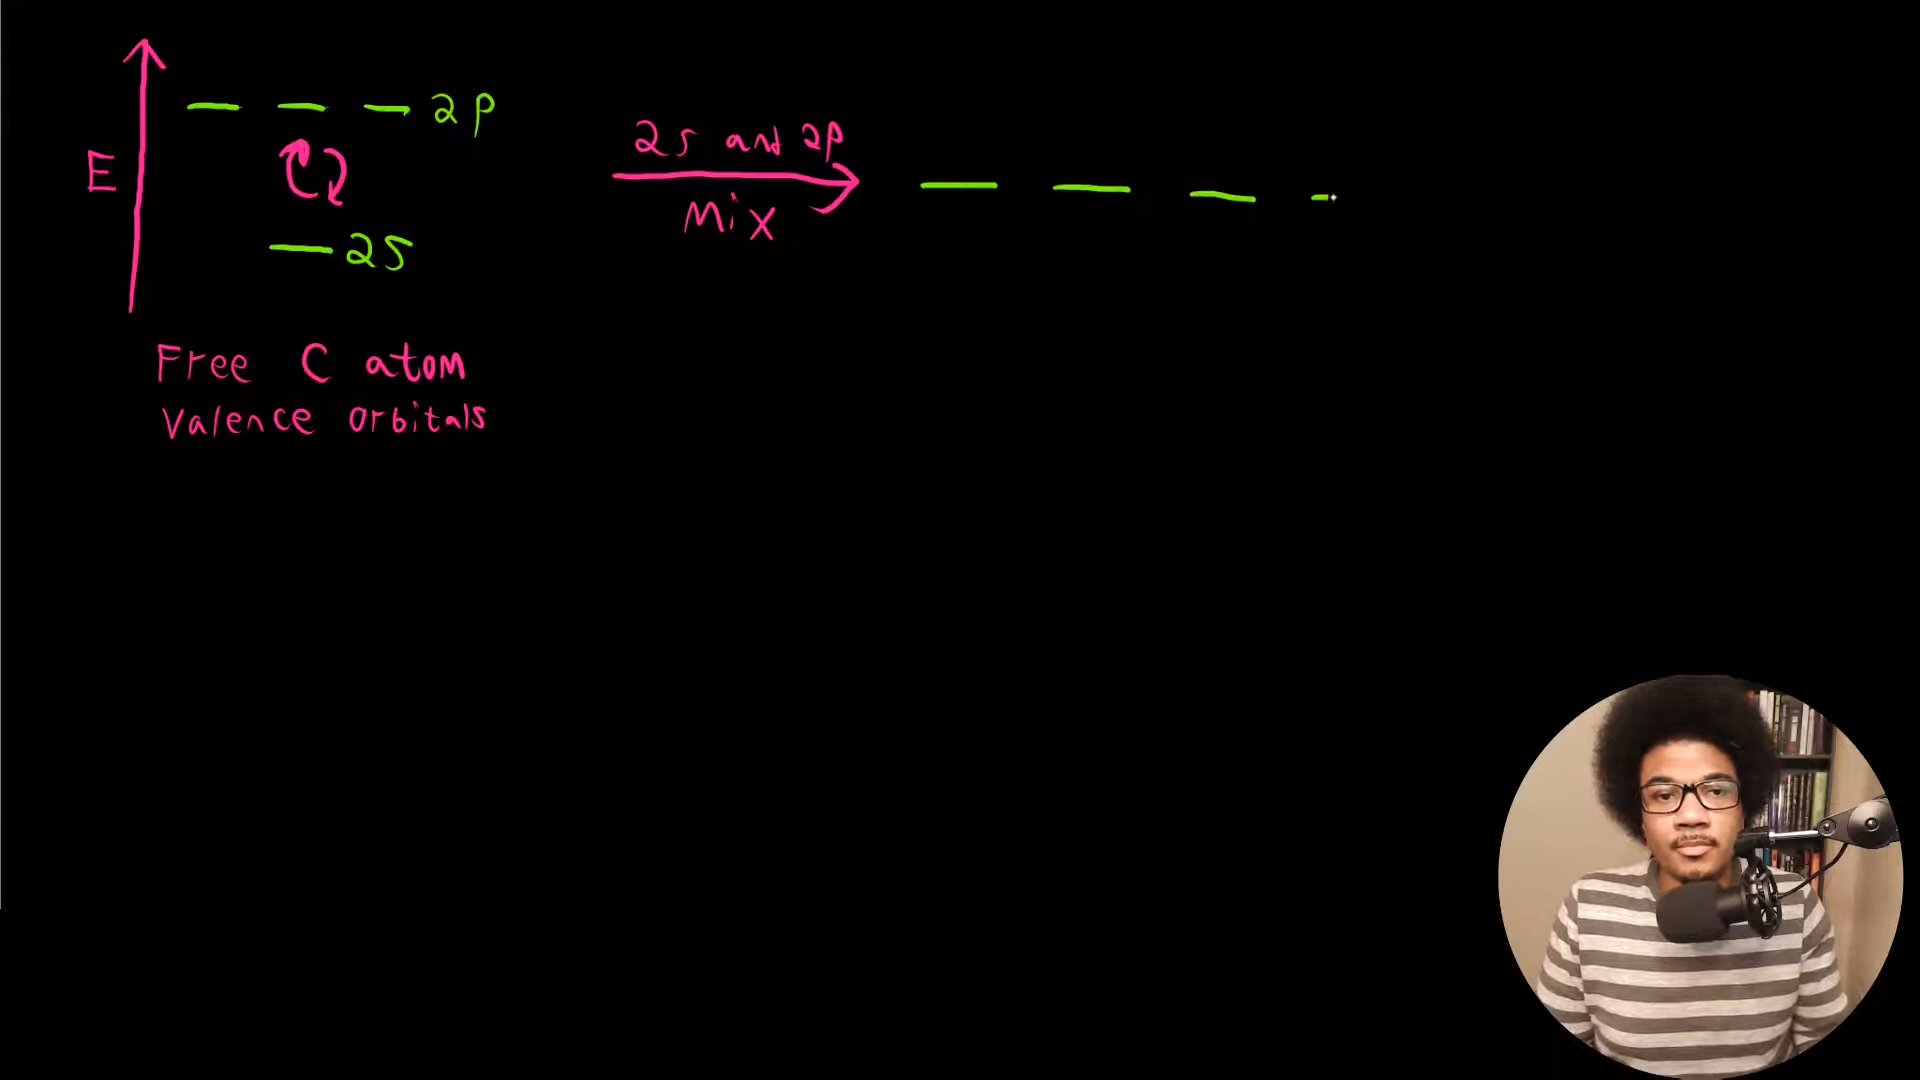 2p
E
2s and 2p
Mix
2s
Free C atom
Valence orbitals